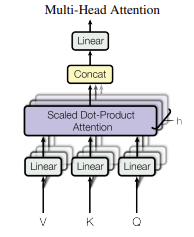 Multi-Head Attention
Linear
Concat
Scaled Dot-Product
Attention
h
Linear Linear Linear
V K Q